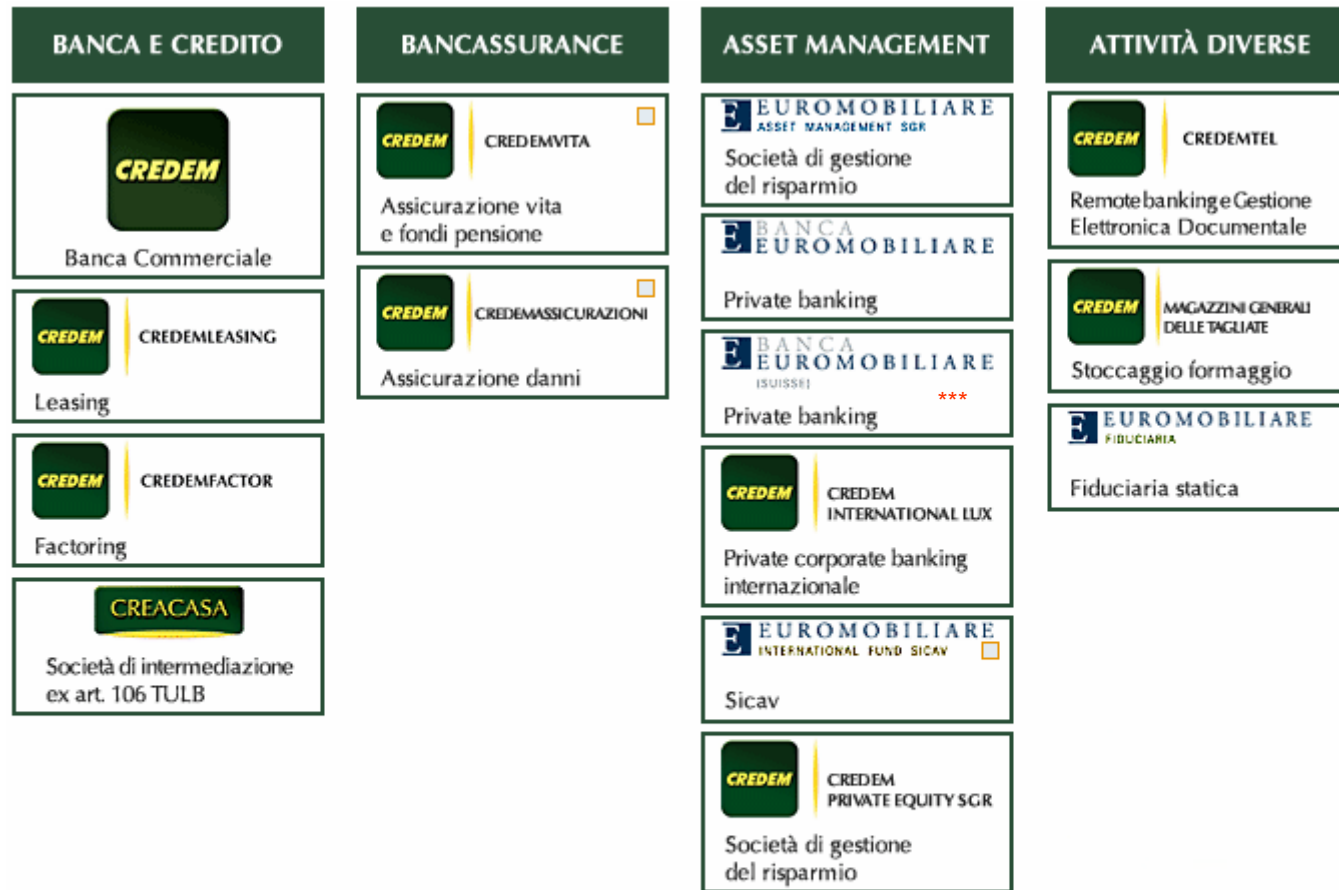 BANCA E CREDITO
CREDEM
Banca Commerciale
CREDEM
CREDEMLEASING
Leasing
CREDEM
CREDEMFACTOR
Factoring
CREACASA
Società di intermediazione
ex art. 106 TULB
BANCASSURANCE
CREDEM
CREDEMVITA
Assicurazione vita
e fondi pensione
CREDEM
CREDEMASSICURAZIONI
Assicurazione danni
ASSET MANAGEMENT
E EUROMOBILIARE
ASSET MANAGEMENT SGR
Società di gestione
del risparmio
BANCA
E EUROMOBILIARE
Private banking
BANCA
E EUROMOBILIARE
(SUISSE)
***
Private banking
CREDEM
CREDEM
INTERNATIONAL LUX
Private corporate banking
internazionale
E EUROMOBILIARE
INTERNATIONAL FUND SICAV
Sicav
CREDEM
CREDEM
PRIVATE EQUITY SGR
Società di gestione
del risparmio
ATTIVITÀ DIVERSE
CREDEM
CREDEMTEL
Remote banking e Gestione
Elettronica Documentale
CREDEM
MAGAZZINI GENERALI
DELLE TAGLIATE
Stoccaggio formaggio
E EUROMOBILIARE
FIDUCIARIA
Fiduciaria statica